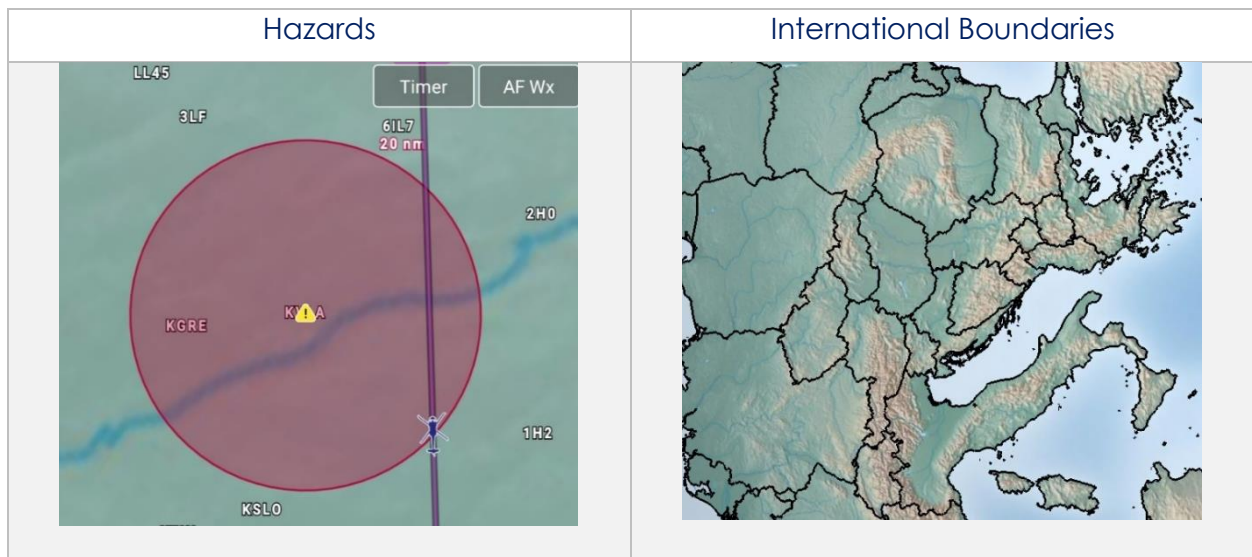 Hazards
International Boundaries
LL45
Timer
AF Wx
3LF
6IL7
20 nm
2H0
KGRE
1H2
KSLO